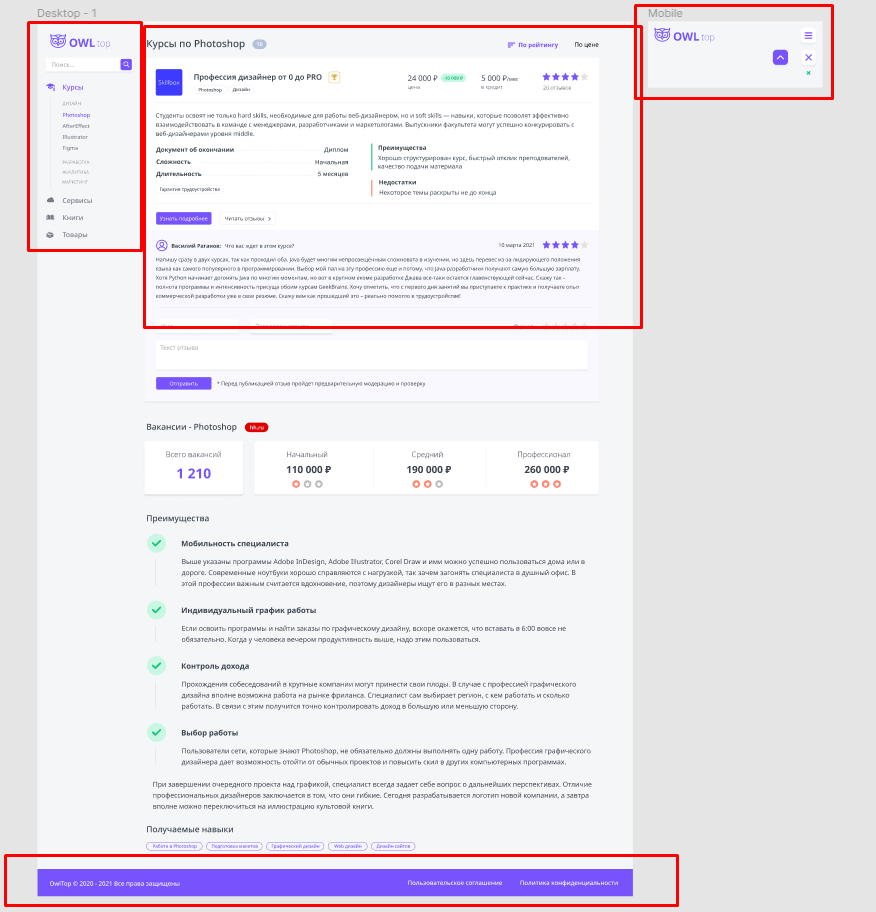 Desktop - 1
OWL top
Поиск...
Курсы
ДИЗАЙН
Photoshop
AfterEffect
Illustrator
Figma
РАЗРАБОТКА
АНАЛИТИКА
МАРКЕТИНГ
Сервисы
Книги
Товары
Курсы по Photoshop 10
По рейтингу По цене
Skillbox
Профессия дизайнер от 0 до PRO
Photoshop Дизайн
24 000 ₽ -10 000 ₽
цена
5 000 ₽/мес
в кредит
20 отзывов
Студенты освоят не только hard skills, необходимые для работы веб-дизайнером, но и soft skills — навыки, которые позволят эффективно
взаимодействовать в команде с менеджерами, разработчиками и маркетологами. Выпускники факультета могут успешно конкурировать с
веб-дизайнерами уровня middle.
Документ об окончании Диплом
Сложность Начальная
Длительность 5 месяцев
Гарантия трудоустройства
Преимущества
Хорошо структурирован курс, быстрый отклик преподователей,
качество подачи материала
Недостатки
Некоторе темы раскрыты не до конца
Узнать подробнее Читать отзывы
Василий Раганов: Что вас ждет в этом курсе? 10 марта 2021
Напишу сразу о двух курсах, так как проходил оба. Java будет многим непросвещённым сложновата в изучении, но здесь перевес из-за лидирующего положения
языка как самого популярного в программировании. Выбор мой пал на эту профессию еще и потому, что Java-разработчики получают самую большую зарплату.
Хотя Python начинает догонять Java по многим моментам, но вот в крупном екоме разработке Джава все-таки остается главенствующей сейчас. Скажу так –
полнота программы и интенсивность присуща обоим курсам GeekBrains. Хочу отметить, что с первого дня занятий вы приступаете к практике и получаете опыт
коммерческой разработки уже в свое резюме. Скажу вам как прошедший это – реально помогло в трудоустройстве!
Текст отзыва
Отправить * Перед публикацией отзыв пройдет предварительную модерацию и проверку
Вакансии - Photoshop hh.ru
Всего вакансий
1 210
Начальный
110 000 ₽
Средний
190 000 ₽
Профессионал
260 000 ₽
Преимущества
Мобильность специалиста
Выше указаны программы Adobe InDesign, Adobe Illustrator, Corel Draw и ими можно успешно пользоваться дома или в
дороге. Современные ноутбуки хорошо справляются с нагрузкой, так зачем загонять специалиста в душный офис. В
этой профессии важным считается вдохновение, поэтому дизайнеры ищут его в разных местах.
Индивидуальный график работы
Если освоить программы и найти заказы по графическому дизайну, вскоре окажется, что вставать в 6:00 вовсе не
обязательно. Когда у человека вечером продуктивность выше, надо этим пользоваться.
Контроль дохода
Прохождения собеседований в крупные компании могут принести свои плоды. В случае с профессией графического
дизайна вполне возможна работа на рынке фриланса. Специалист сам выбирает регион, с кем работать и сколько
работать. В связи с этим получится точно контролировать доход в большую или меньшую сторону.
Выбор работы
Пользователи сети, которые знают Photoshop, не обязательно должны выполнять одну работу. Профессия графического
дизайнера дает возможность отойти от обычных проектов и повысить скил в других компьютерных программах.
При завершении очередного проекта над графикой, специалист всегда задает себе вопрос о дальнейших перспективах. Отличие
профессиональных дизайнеров заключается в том, что они гибкие. Сегодня разрабатывается логотип новой компании, а завтра
вполне можно переключиться на иллюстрацию культовой книги.
Получаемые навыки
Работа в Photoshop Подготовка макетов Графический дизайн Web дизайн Дизайн сайтов
OwlTop © 2020 - 2021 Все права защищены Пользовательское соглашение Политика конфиденциальности
Mobile
OWL top